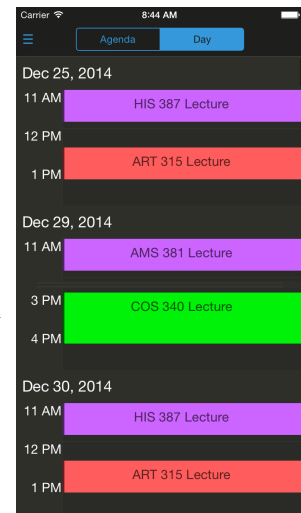 Carrier 8:44 AM
Agenda Day
Dec 25, 2014
11 AM HIS 387 Lecture
12 PM
ART 315 Lecture
1 PM
Dec 29, 2014
11 AM AMS 381 Lecture
3 PM COS 340 Lecture
4 PM
Dec 30, 2014
11 AM HIS 387 Lecture
12 PM
ART 315 Lecture
1 PM